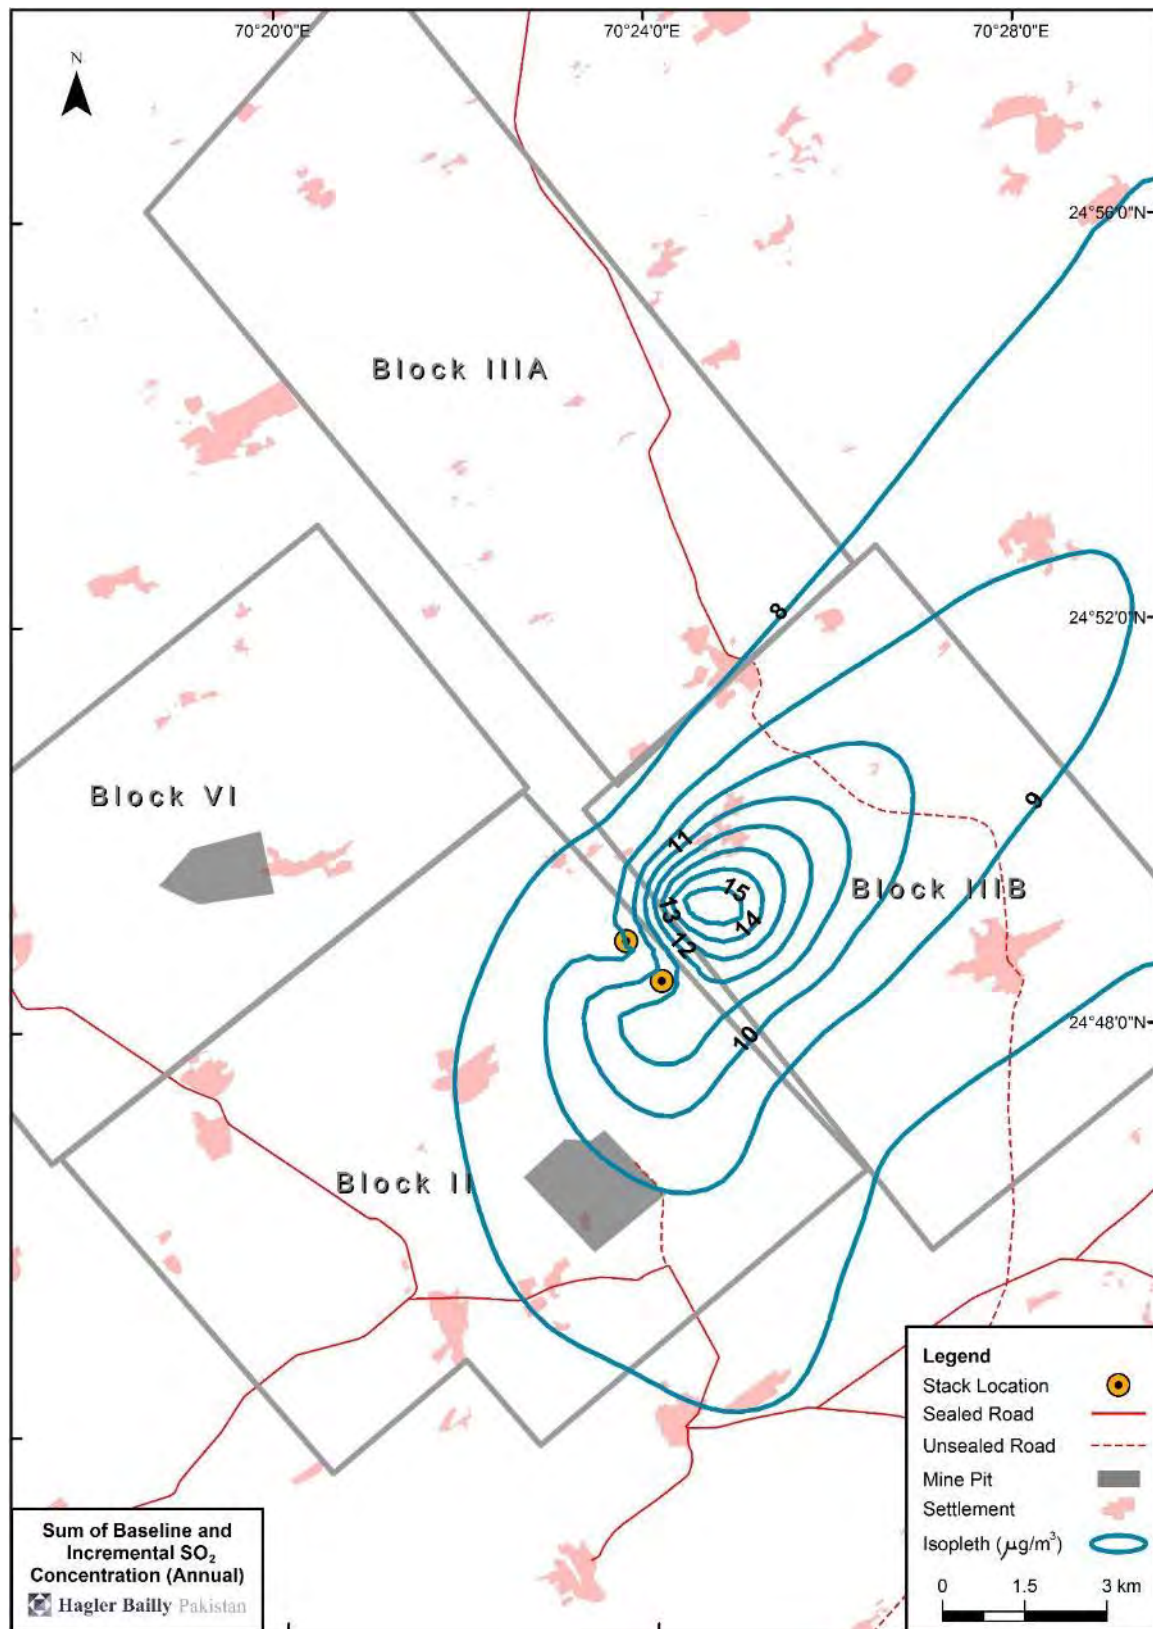 70°20'0"E
70°24'0"E
70°28'0"E
N
24°56'0"N
Block IIIA
8
24°52'0"N
Block VI
9
11
15
Block IIIB
13
14
12
24°48'0"N
10
Block II
Legend
Stack Location
Sealed Road
Unsealed Road
Mine Pit
Settlement
Isopleth (µg/m³)
0 1.5 3 km
Sum of Baseline and
Incremental SO₂
Concentration (Annual)
Hagler Bailly Pakistan